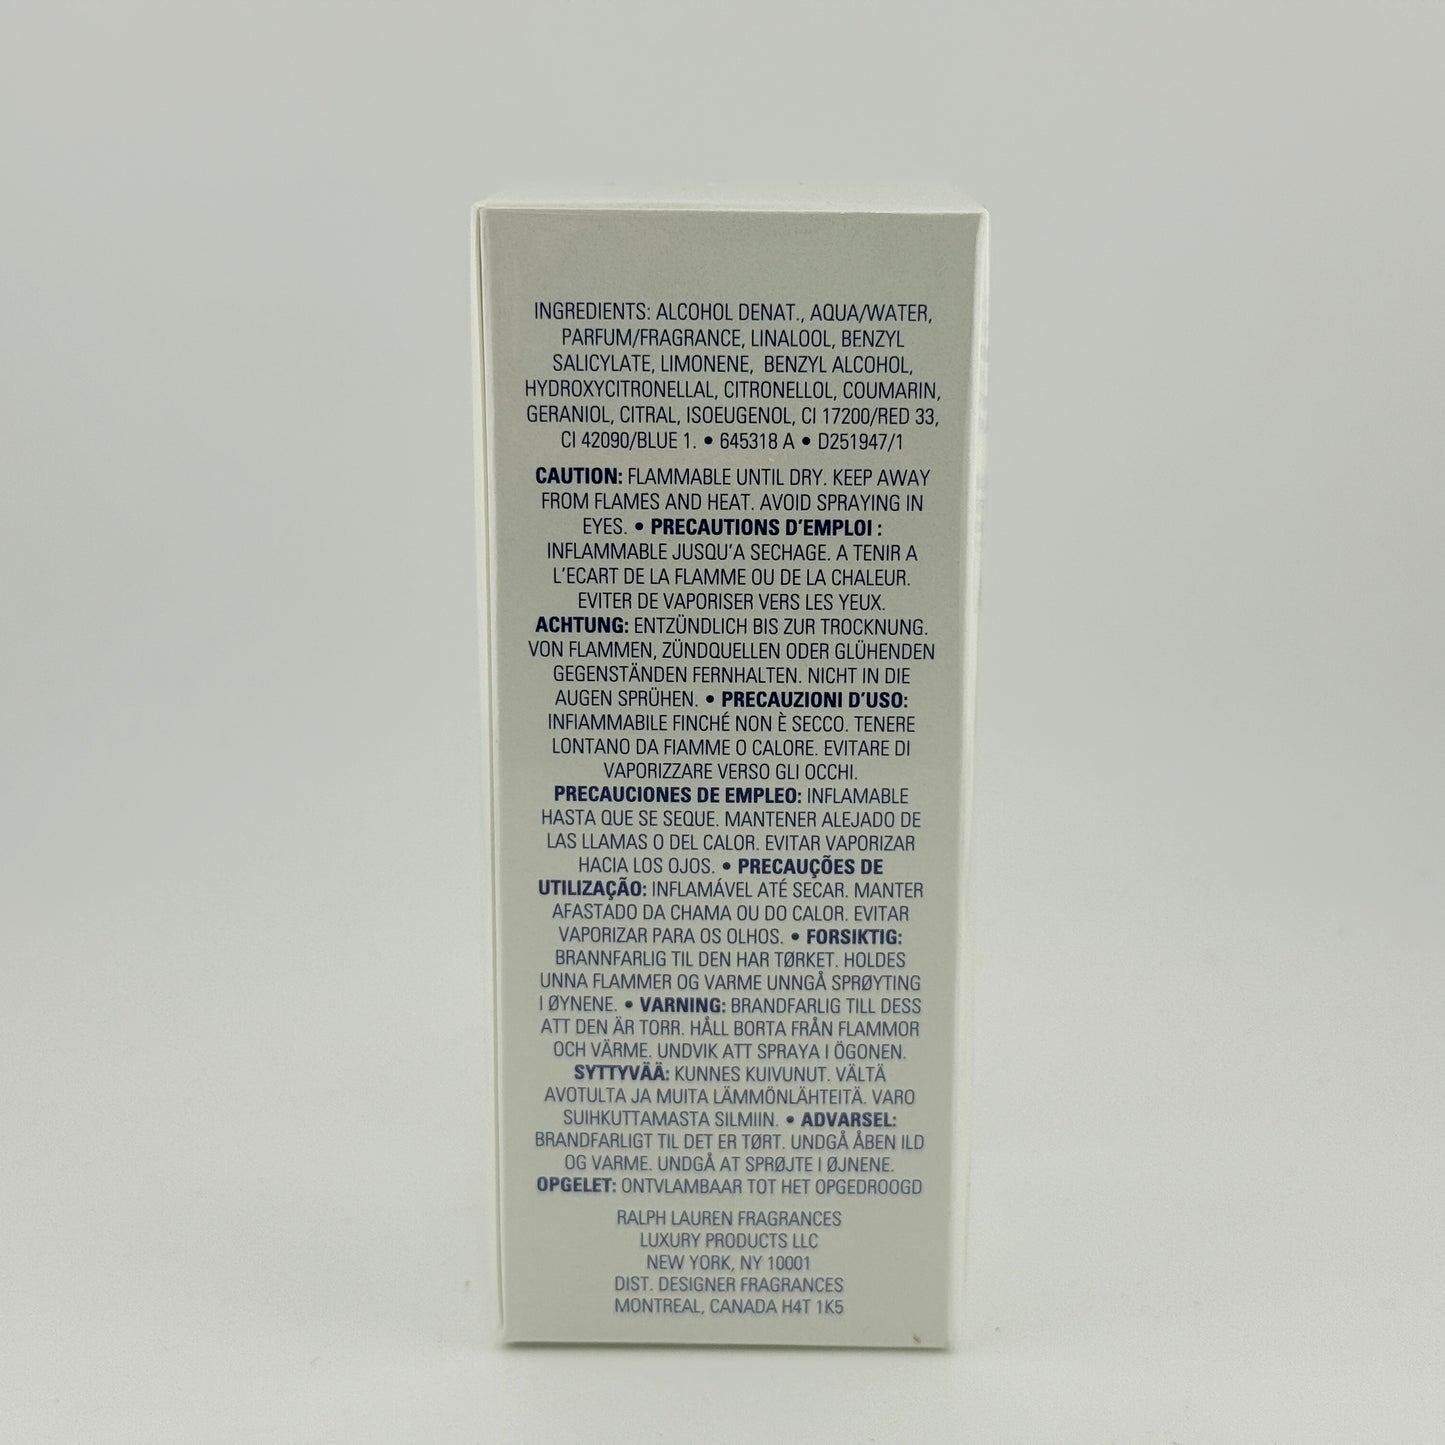 INGREDIENTS: ALCOHOL DENAT., AQUA/WATER,
PARFUM/FRAGRANCE, LINALOOL, BENZYL
SALICYLATE, LIMONENE, BENZYL ALCOHOL,
HYDROXYCITRONELLAL, CITRONELLOL, COUMARIN,
GERANIOL, CITRAL, ISOEUGENOL, CI 17200/RED 33,
CI 42090/BLUE 1. • 645318 A • D251947/1
CAUTION: FLAMMABLE UNTIL DRY. KEEP AWAY
FROM FLAMES AND HEAT. AVOID SPRAYING IN
EYES. • PRECAUTIONS D'EMPLOI :
INFLAMMABLE JUSQU'A SECHAGE. A TENIR A
L'ECART DE LA FLAMME OU DE LA CHALEUR.
EVITER DE VAPORISER VERS LES YEUX.
ACHTUNG: ENTZÜNDLICH BIS ZUR TROCKNUNG.
VON FLAMMEN, ZÜNDQUELLEN ODER GLÜHENDEN
GEGENSTÄNDEN FERNHALTEN. NICHT IN DIE
AUGEN SPRÜHEN. • PRECAUZIONI D'USO:
INFIAMMABILE FINCHÉ NON È SECCO. TENERE
LONTANO DA FIAMME O CALORE. EVITARE DI
VAPORIZZARE VERSO GLI OCCHI.
PRECAUCIONES DE EMPLEO: INFLAMABLE
HASTA QUE SE SEQUE. MANTENER ALEJADO DE
LAS LLAMAS O DEL CALOR. EVITAR VAPORIZAR
HACIA LOS OJOS. • PRECAUÇÕES DE
UTILIZAÇÃO: INFLAMÁVEL ATÉ SECAR. MANTER
AFASTADO DA CHAMA OU DO CALOR. EVITAR
VAPORIZAR PARA OS OLHOS. • FORSIKTIG:
BRANNFARLIG TIL DEN HAR TØRKET. HOLDES
UNNA FLAMMER OG VARME UNNGÅ SPRØYTING
I ØYNENE. • VARNING: BRANDFARLIG TILL DESS
ATT DEN ÄR TORR. HÅLL BORTA FRÅN FLAMMOR
OCH VÄRME. UNDVIK ATT SPRAYA I ÖGONEN.
SYTTYVÄÄ: KUNNES KUIVUNUT. VÄLTÄ
AVOTULTA JA MUITA LÄMMÖNLÄHTEITÄ. VARO
SUIHKUTTAMASTA SILMIIN. • ADVARSEL:
BRANDFARLIGT TIL DET ER TØRT. UNDGÅ ÅBEN ILD
OG VARME. UNDGÅ AT SPRØJTE I ØJNENE.
OPGELET: ONTVLAMBAAR TOT HET OPGEDROOGD
RALPH LAUREN FRAGRANCES
LUXURY PRODUCTS LLC
NEW YORK, NY 10001
DIST. DESIGNER FRAGRANCES
MONTREAL, CANADA H4T 1K5